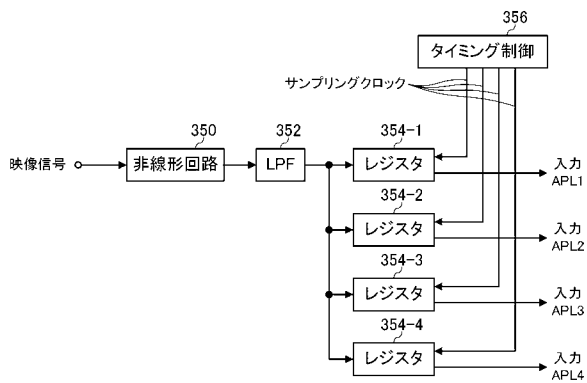 356
タイミング制御
サンプリングクロック
350
352
354-1
映像信号
非線形回路
LPF
レジスタ
入力
APL1
354-2
レジスタ
入力
APL2
354-3
レジスタ
入力
APL3
354-4
レジスタ
入力
APL4